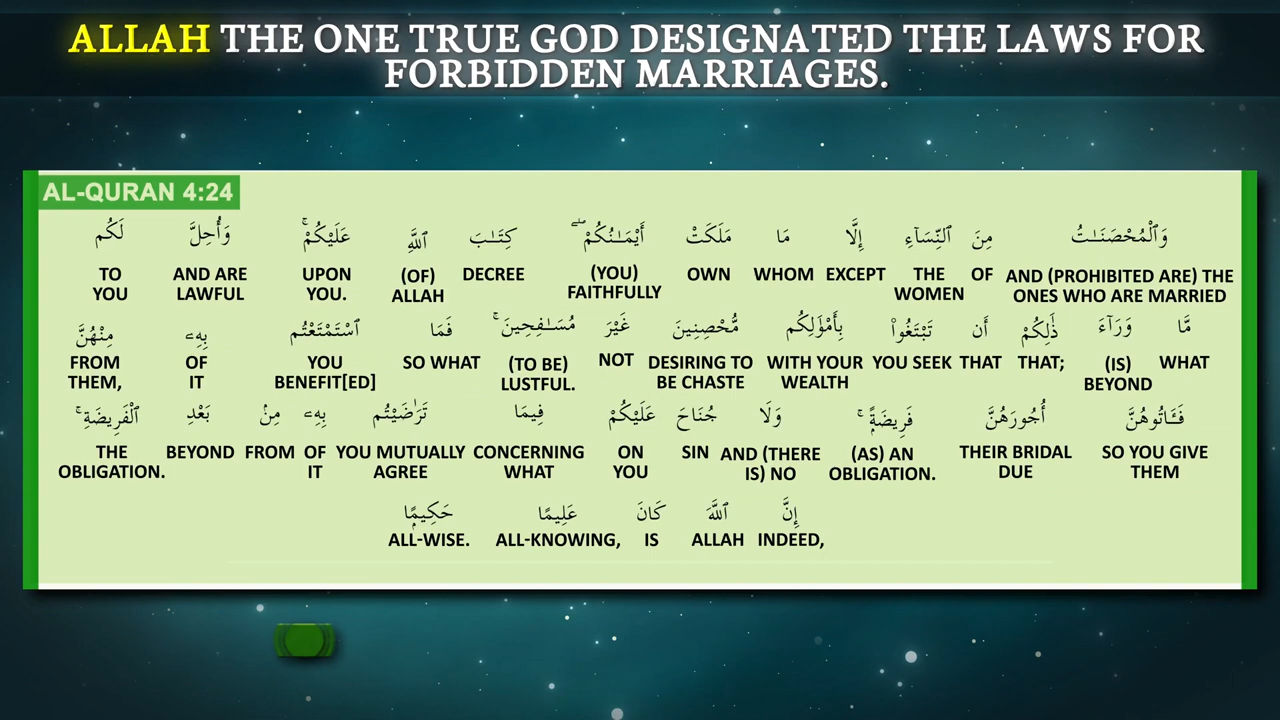 ALLAH THE ONE TRUE GOD DESIGNATED THE LAWS FOR
FORBIDDEN MARRIAGES.
AL-QURAN 4:24
وَٱلْمُحْصَنَـٰتُ مِنَ ٱلنِّسَآءِ إِلَّا مَا مَلَكَتْ أَيْمَـٰنُكُمْ ۖ كِتَـٰبَ ٱللَّهِ عَلَيْكُمْ ۚ وَأُحِلَّ لَكُم
TO AND ARE UPON (OF) DECREE (YOU) OWN WHOM EXCEPT THE OF AND (PROHIBITED ARE) THE
YOU LAWFUL YOU. ALLAH FAITHFULLY WOMEN ONES WHO ARE MARRIED
مَّا وَرَآءَ ذَٰلِكُمْ أَن تَبْتَغُوا۟ بِأَمْوَٰلِكُم مُّحْصِنِينَ غَيْرَ مُسَـٰفِحِينَ ۚ فَمَا ٱسْتَمْتَعْتُم بِهِۦ مِنْهُنَّ
FROM OF YOU SO WHAT (TO BE) NOT DESIRING TO WITH YOUR YOU SEEK THAT THAT; (IS) WHAT
THEM, IT BENEFIT[ED] LUSTFUL. BE CHASTE WEALTH BEYOND
فَـَٔاتُوهُنَّ أُجُورَهُنَّ فَرِيضَةً ۚ وَلَا جُنَاحَ عَلَيْكُمْ فِيمَا تَرَٰضَيْتُم بِهِۦ مِنۢ بَعْدِ ٱلْفَرِيضَةِ ۚ
THE BEYOND FROM OF YOU MUTUALLY CONCERNING ON SIN AND (THERE (AS) AN THEIR BRIDAL SO YOU GIVE
OBLIGATION. IT AGREE WHAT YOU IS) NO OBLIGATION. DUE THEM
إِنَّ ٱللَّهَ كَانَ عَلِيمًا حَكِيمًا
ALL-WISE. ALL-KNOWING, IS ALLAH INDEED,